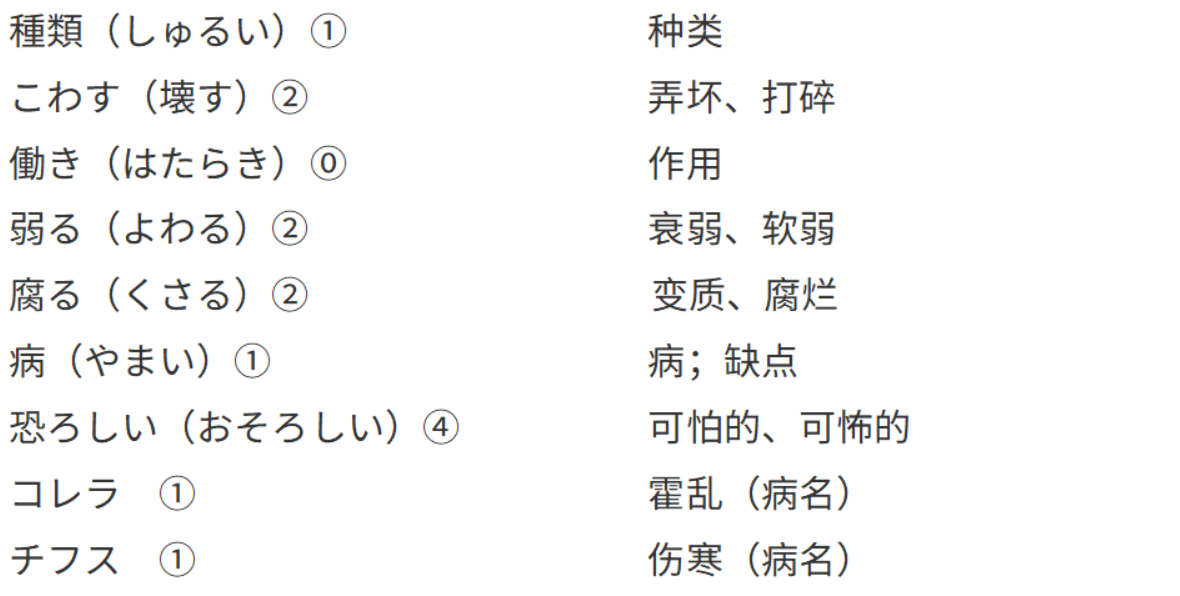 種類（しゅるい）① 种类
こわす（壊す）② 弄坏、打碎
働き（はたらき）⓪ 作用
弱る（よわる）② 衰弱、软弱
腐る（くさる）② 变质、腐烂
病（やまい）① 病；缺点
恐ろしい（おそろしい）④ 可怕的、可怖的
コレラ ① 霍乱（病名）
チフス ① 伤寒（病名）